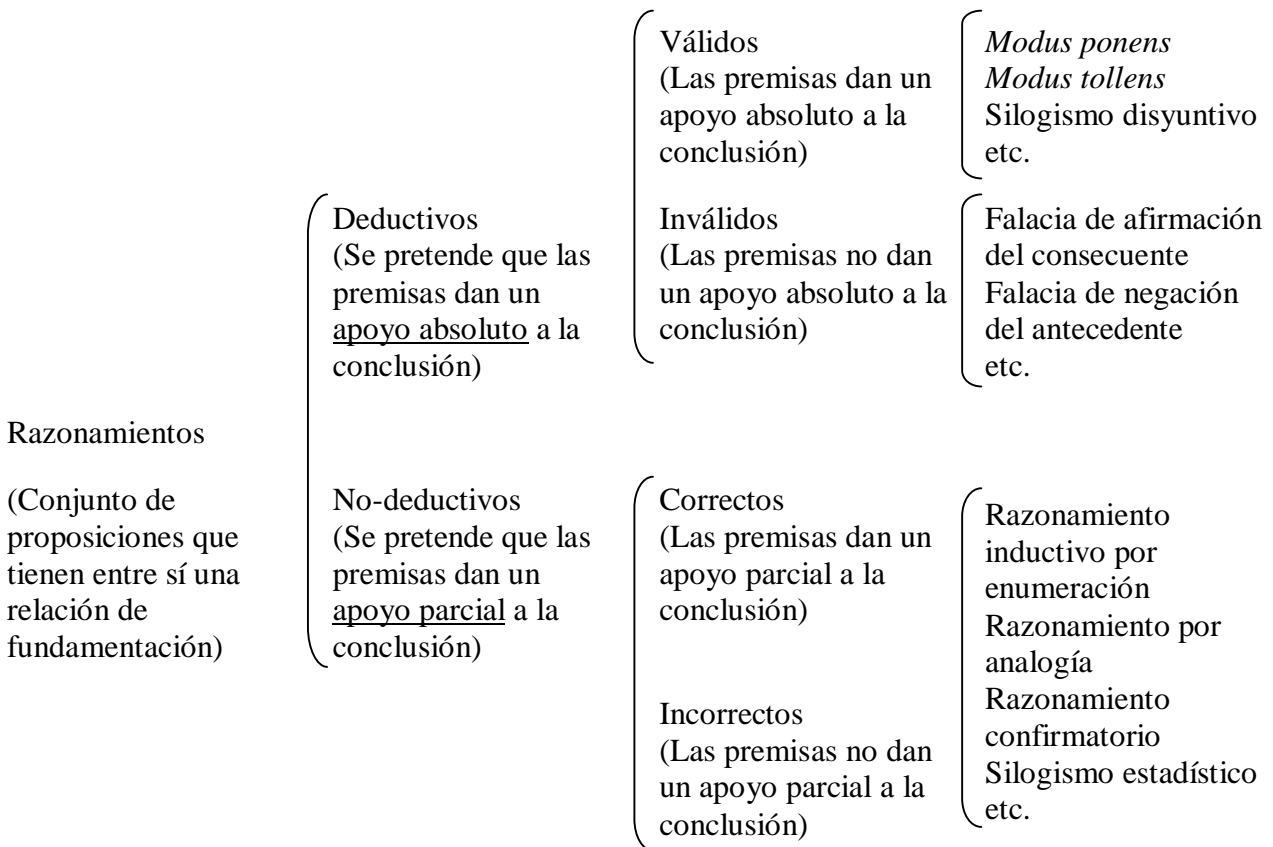 Válidos
(Las premisas dan un
apoyo absoluto a la
conclusión)
Modus ponens
Modus tollens
Silogismo disyuntivo
etc.
Deductivos
(Se pretende que las
premisas dan un
apoyo absoluto a la
conclusión)
Inválidos
(Las premisas no dan
un apoyo absoluto a la
conclusión)
Falacia de afirmación
del consecuente
Falacia de negación
del antecedente
etc.
Razonamientos
(Conjunto de
proposiciones que
tienen entre sí una
relación de
fundamentación)
No-deductivos
(Se pretende que las
premisas dan un
apoyo parcial a la
conclusión)
Correctos
(Las premisas dan un
apoyo parcial a la
conclusión)
Incorrectos
(Las premisas no dan
un apoyo parcial a la
conclusión)
Razonamiento
inductivo por
enumeración
Razonamiento por
analogía
Razonamiento
confirmatorio
Silogismo estadístico
etc.